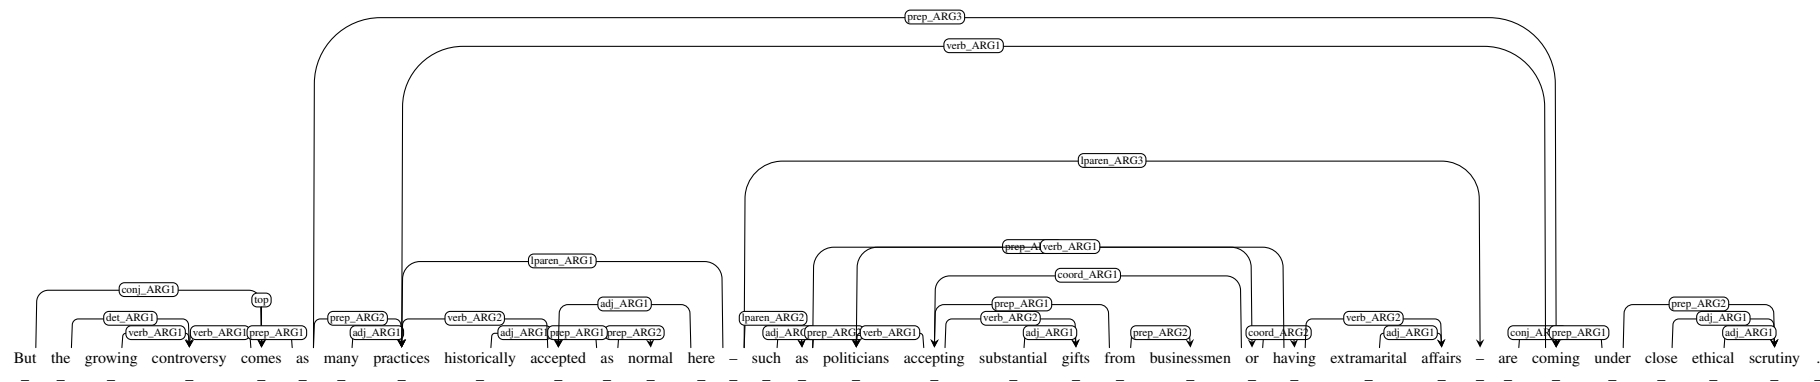 prep_ARG3
verb_ARG1
lparen_ARG3
prep_A verb_ARG1
lparen_ARG1
coord_ARG1
conj_ARG1 top
adj_ARG1 prep_ARG1 prep_ARG2
det_ARG1 prep_ARG2 verb_ARG2 lparen_ARG2 verb_ARG2 verb_ARG2 adj_ARG1
verb_ARG1 verb_ARG1 prep_ARG1 adj_ARG1 adj_ARG1 prep_ARG1 prep_ARG2 adj_ARG prep_ARG2 verb_ARG1 adj_ARG1 prep_ARG2 coord_ARG2 adj_ARG1 conj_AR prep_ARG1 adj_ARG1
But the growing controversy comes as many practices historically accepted as normal here – such as politicians accepting substantial gifts from businessmen or having extramarital affairs – are coming under close ethical scrutiny .